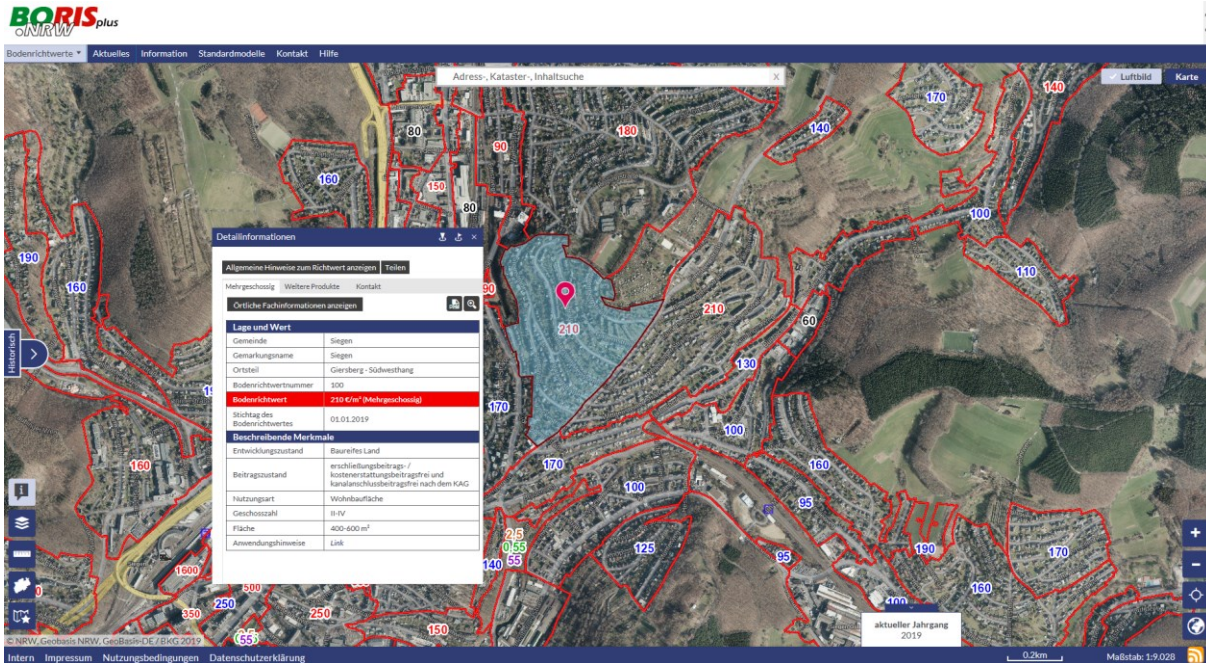 BORIS plus
.NRW
Bodenrichtwerte Aktuelles Information Standardmodelle Kontakt Hilfe
Adress-, Kataster-, Inhaltsuche X
Luftbild Karte
170
140
80
180
140
90
160
150
80
100
190
160
110
Detailinformationen
Allgemeine Hinweise zum Richtwert anzeigen Teilen
Mehrgeschossig Weitere Produkte Kontakt
Örtliche Fachinformationen anzeigen
Lage und Wert
Gemeinde Siegen
Gemarkungsname Siegen
Ortsteil Giersberg - Südwesthang
Bodenrichtwertnummer 100
Bodenrichtwert 210 €/m² (Mehrgeschossig)
Stichtag des
Bodenrichtwertes 01.01.2019
Beschreibende Merkmale
Entwicklungszustand Baureifes Land
Beitragszustand erschließungsbeitrags- /
kostenerstattungsbeitragsfrei und
kanalanschlussbeitragsfrei nach dem KAG
Nutzungsart Wohnbaufläche
Geschosszahl II-IV
Fläche 400-600 m²
Anwendungshinweise Link
Historisch
90
210
210
60
130
170
100
170
160
160
100
95
2,5
0,55
55
140
125
95
190
170
160
100
1600
500
350
250
250
150
55
aktueller Jahrgang
2019
© NRW, Geobasis NRW, GeoBasis-DE / BKG 2019
Intern Impressum Nutzungsbedingungen Datenschutzerklärung
0.2km Maßstab: 1:9.028